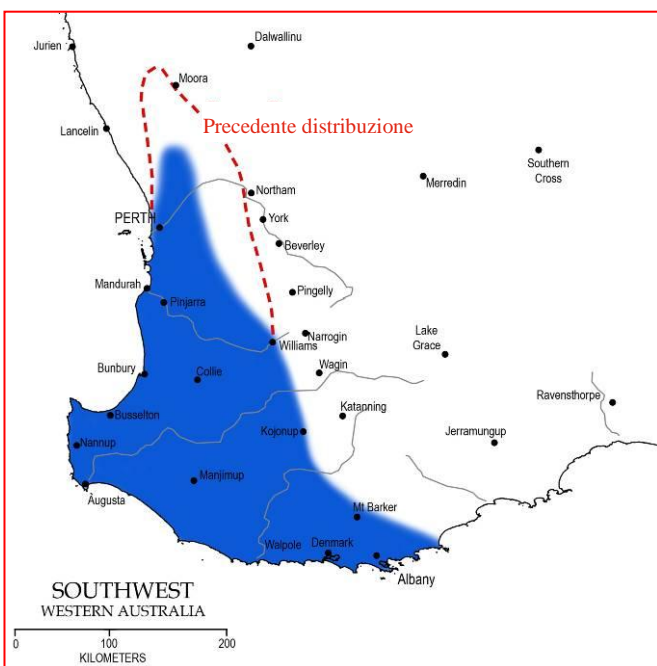 Dalwallinu
Jurien
Moora
Precedente distribuzione
Lancelin
Southern
Cross
Merredin
Northam
PERTH
York
Beverley
Mandurah
Pingelly
Pinjarra
Narrogin
Williams
Lake
Grace
Wagin
Bunbury
Collie
Ravensthorpe
Katanning
Busselton
Kojonup
Jerramungup
Nannup
Manjimup
Augusta
Mt Barker
Walpole
Denmark
Albany
SOUTHWEST
WESTERN AUSTRALIA
0 100 200
KILOMETERS